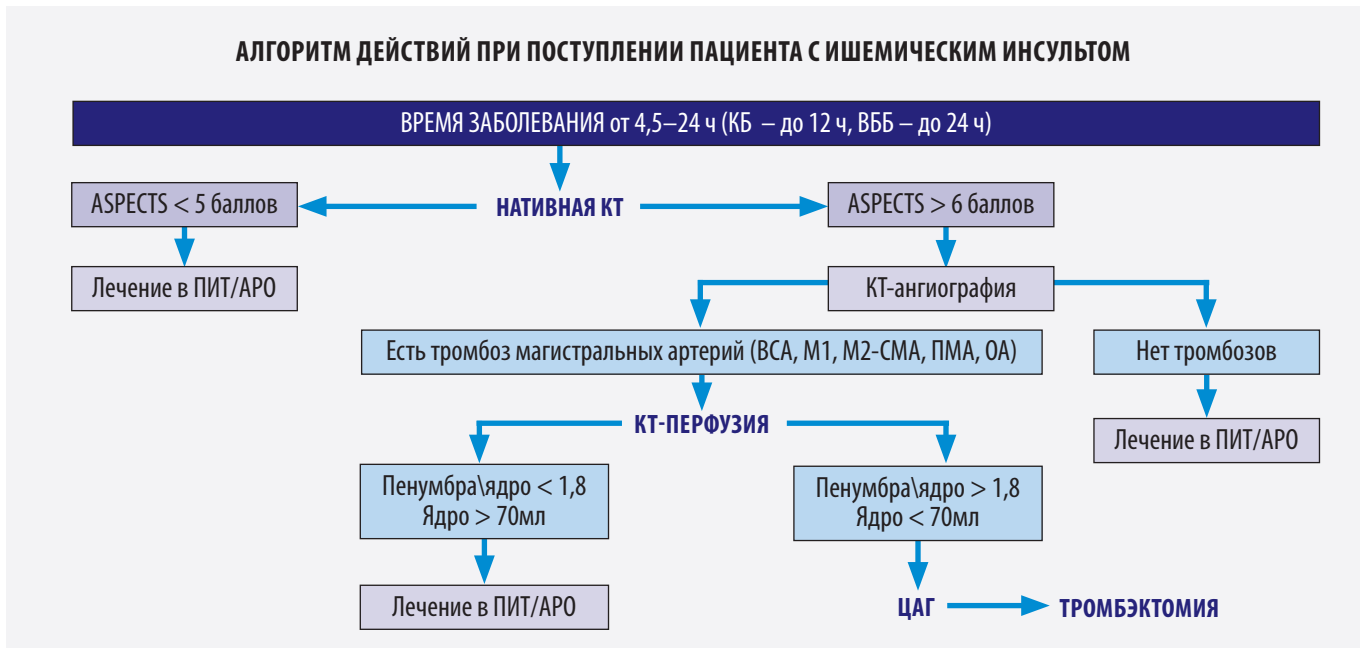 АЛГОРИТМ ДЕЙСТВИЙ ПРИ ПОСТУПЛЕНИИ ПАЦИЕНТА С ИШЕМИЧЕСКИМ ИНСУЛЬТОМ
ВРЕМЯ ЗАБОЛЕВАНИЯ от 4,5–24 ч (КБ – до 12 ч, ВББ – до 24 ч)
ASPECTS < 5 баллов
НАТИВНАЯ КТ
ASPECTS > 6 баллов
Лечение в ПИТ/АРО
КТ-ангиография
Есть тромбоз магистральных артерий (ВСА, М1, М2-СМА, ПМА, ОА)
Нет тромбозов
КТ-ПЕРФУЗИЯ
Лечение в ПИТ/АРО
Пенумбра\ядро < 1,8
Ядро > 70мл
Пенумбра\ядро > 1,8
Ядро < 70мл
Лечение в ПИТ/АРО
ЦАГ
ТРОМБЭКТОМИЯ